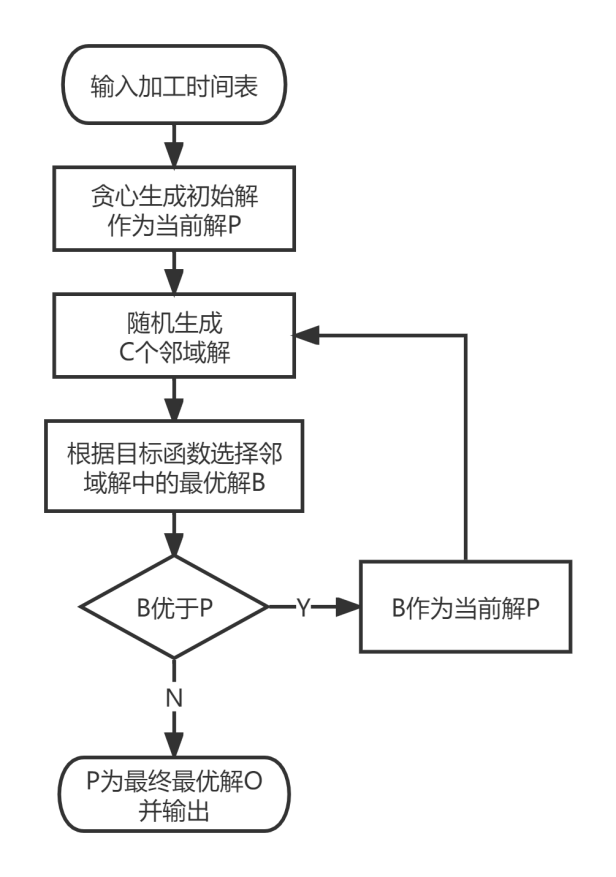 输入加工时间表
贪心生成初始解
作为当前解P
随机生成
C个邻域解
根据目标函数选择邻
域解中的最优解B
B优于P
Y
B作为当前解P
N
P为最终最优解O
并输出